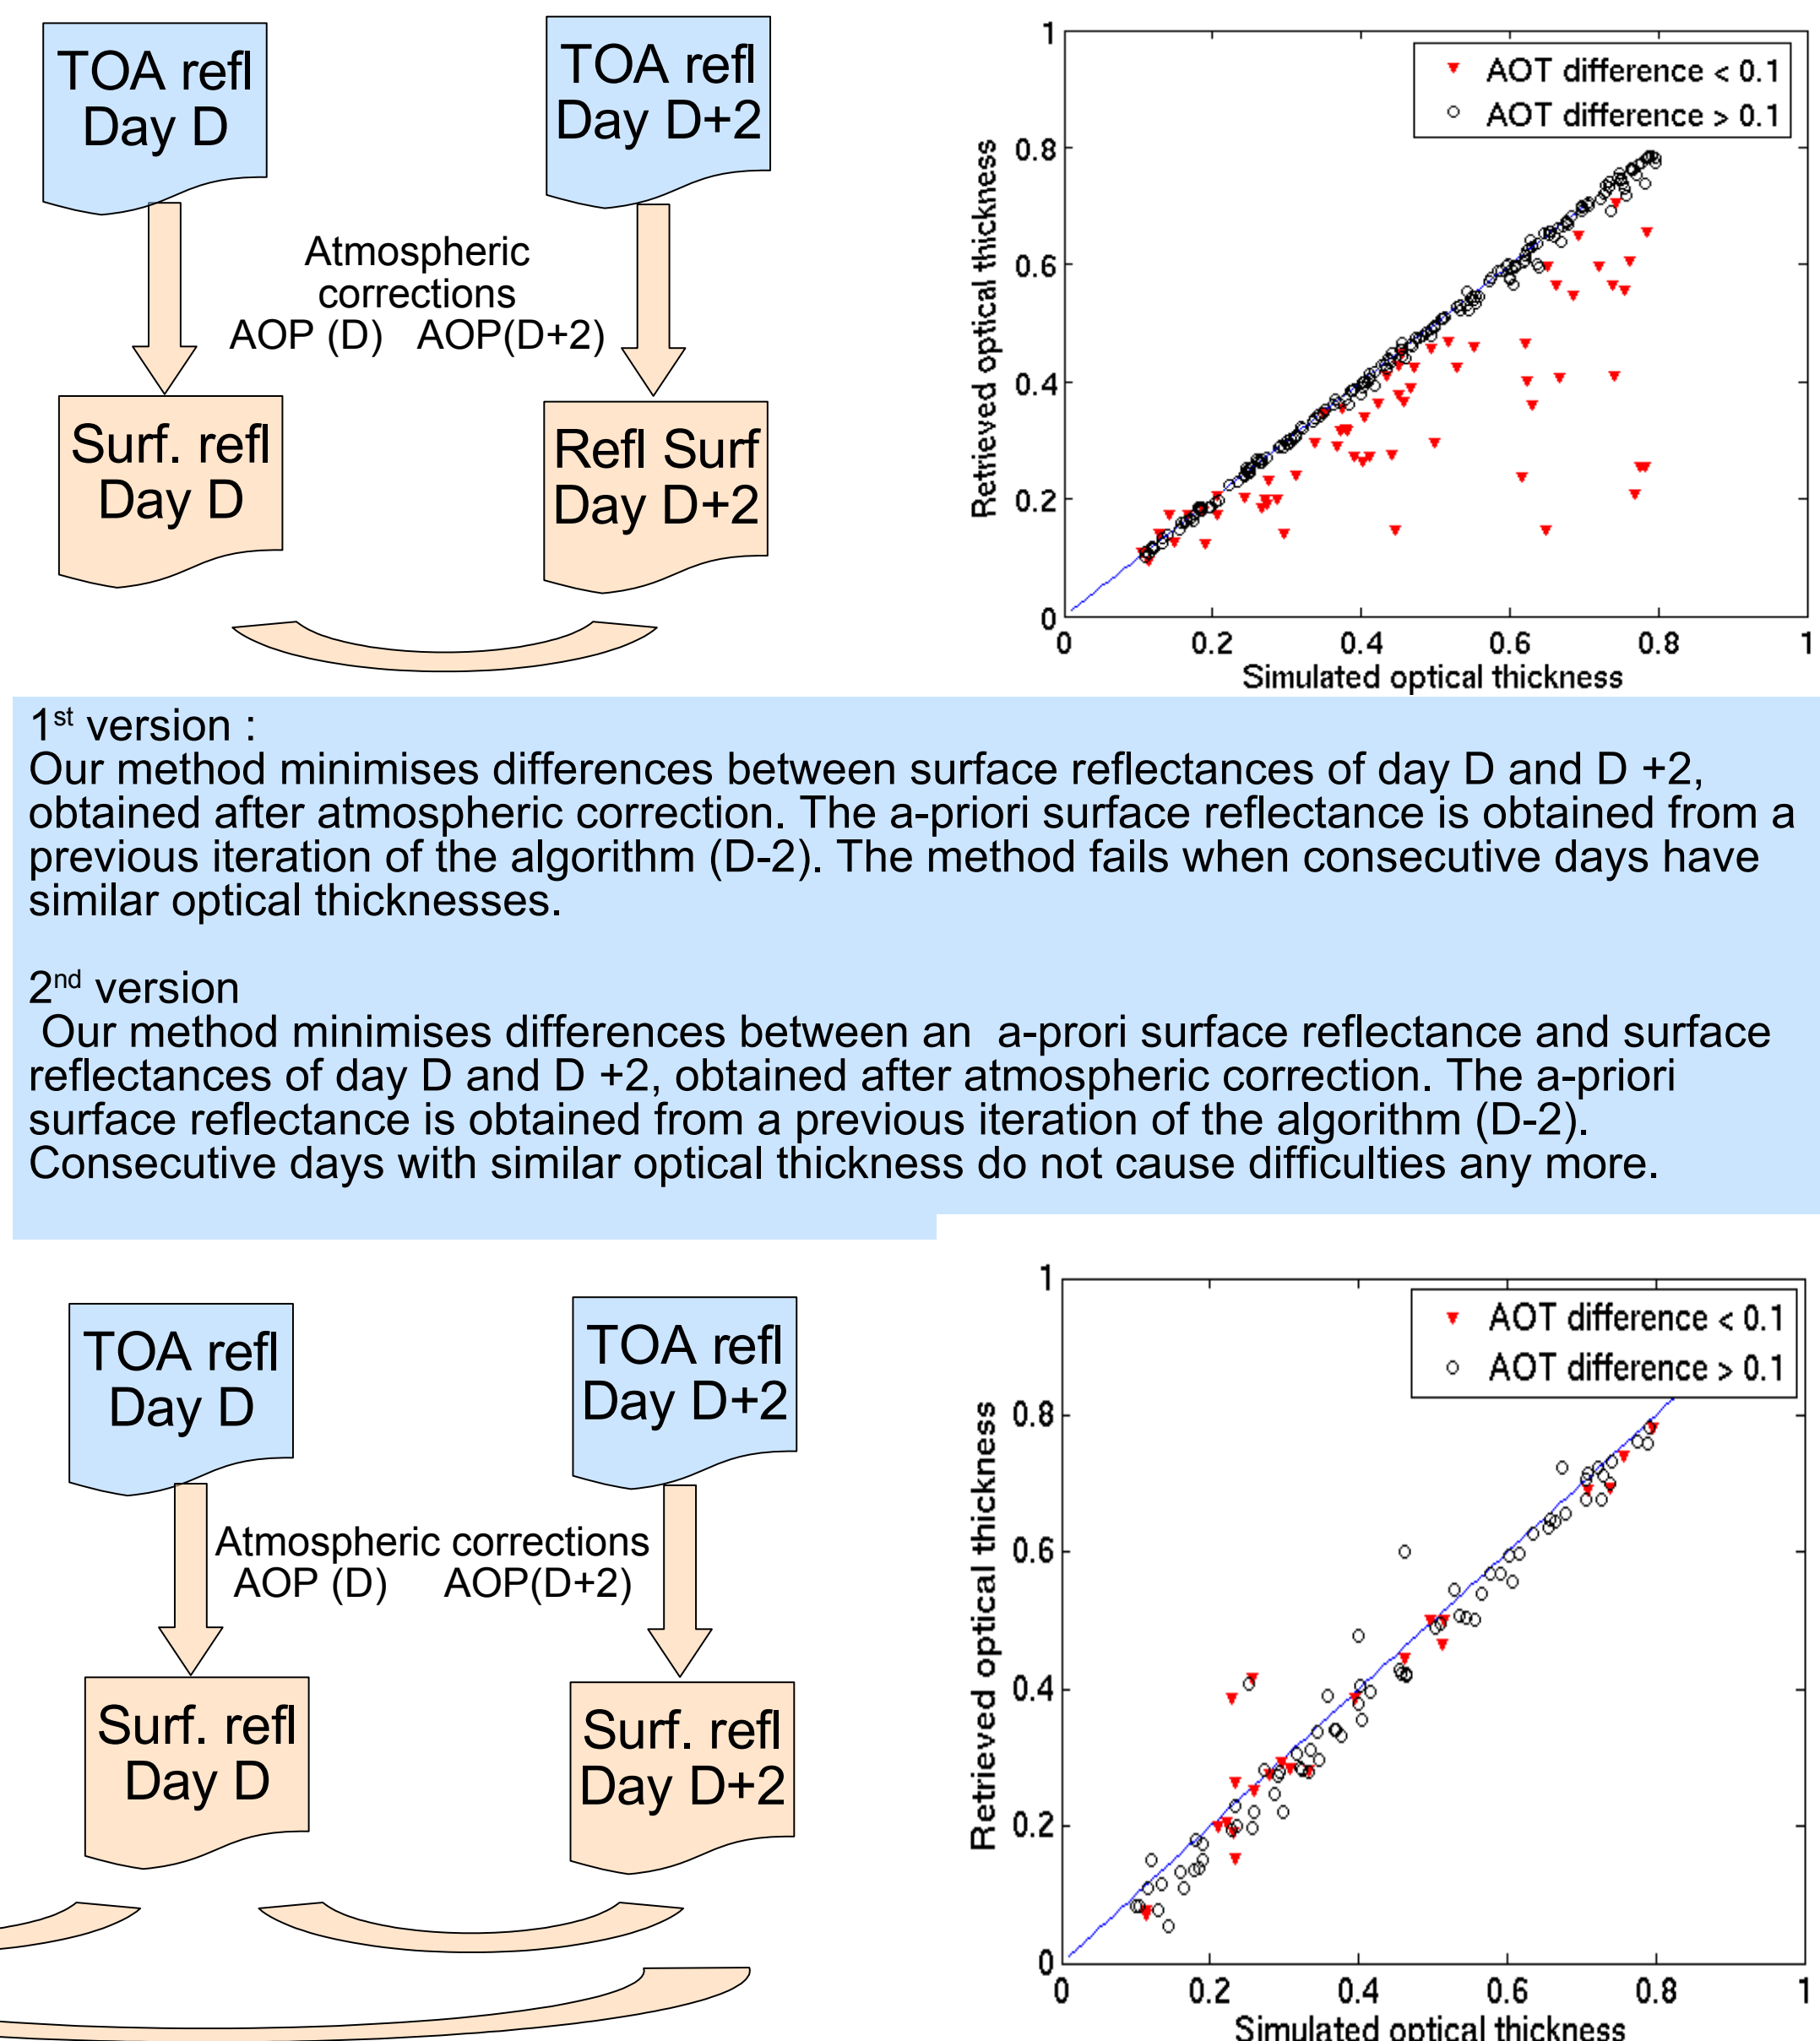 TOA refl
Day D
TOA refl
Day D+2
Atmospheric
corrections
AOP (D) AOP(D+2)
Surf. refl
Day D
Refl Surf
Day D+2
1
0.8
0.6
0.4
0.2
0
0
0.2
0.4
0.6
0.8
1
Retrieved optical thickness
Simulated optical thickness
AOT difference < 0.1
AOT difference > 0.1
1st version :
Our method minimises differences between surface reflectances of day D and D +2,
obtained after atmospheric correction. The a-priori surface reflectance is obtained from a
previous iteration of the algorithm (D-2). The method fails when consecutive days have
similar optical thicknesses.
2nd version
Our method minimises differences between an a-prori surface reflectance and surface
reflectances of day D and D +2, obtained after atmospheric correction. The a-priori
surface reflectance is obtained from a previous iteration of the algorithm (D-2).
Consecutive days with similar optical thickness do not cause difficulties any more.
TOA refl
Day D
TOA refl
Day D+2
Atmospheric corrections
AOP (D) AOP(D+2)
Surf. refl
Day D
Surf. refl
Day D+2
1
0.8
0.6
0.4
0.2
0
0
0.2
0.4
0.6
0.8
1
Retrieved optical thickness
Simulated optical thickness
AOT difference < 0.1
AOT difference > 0.1